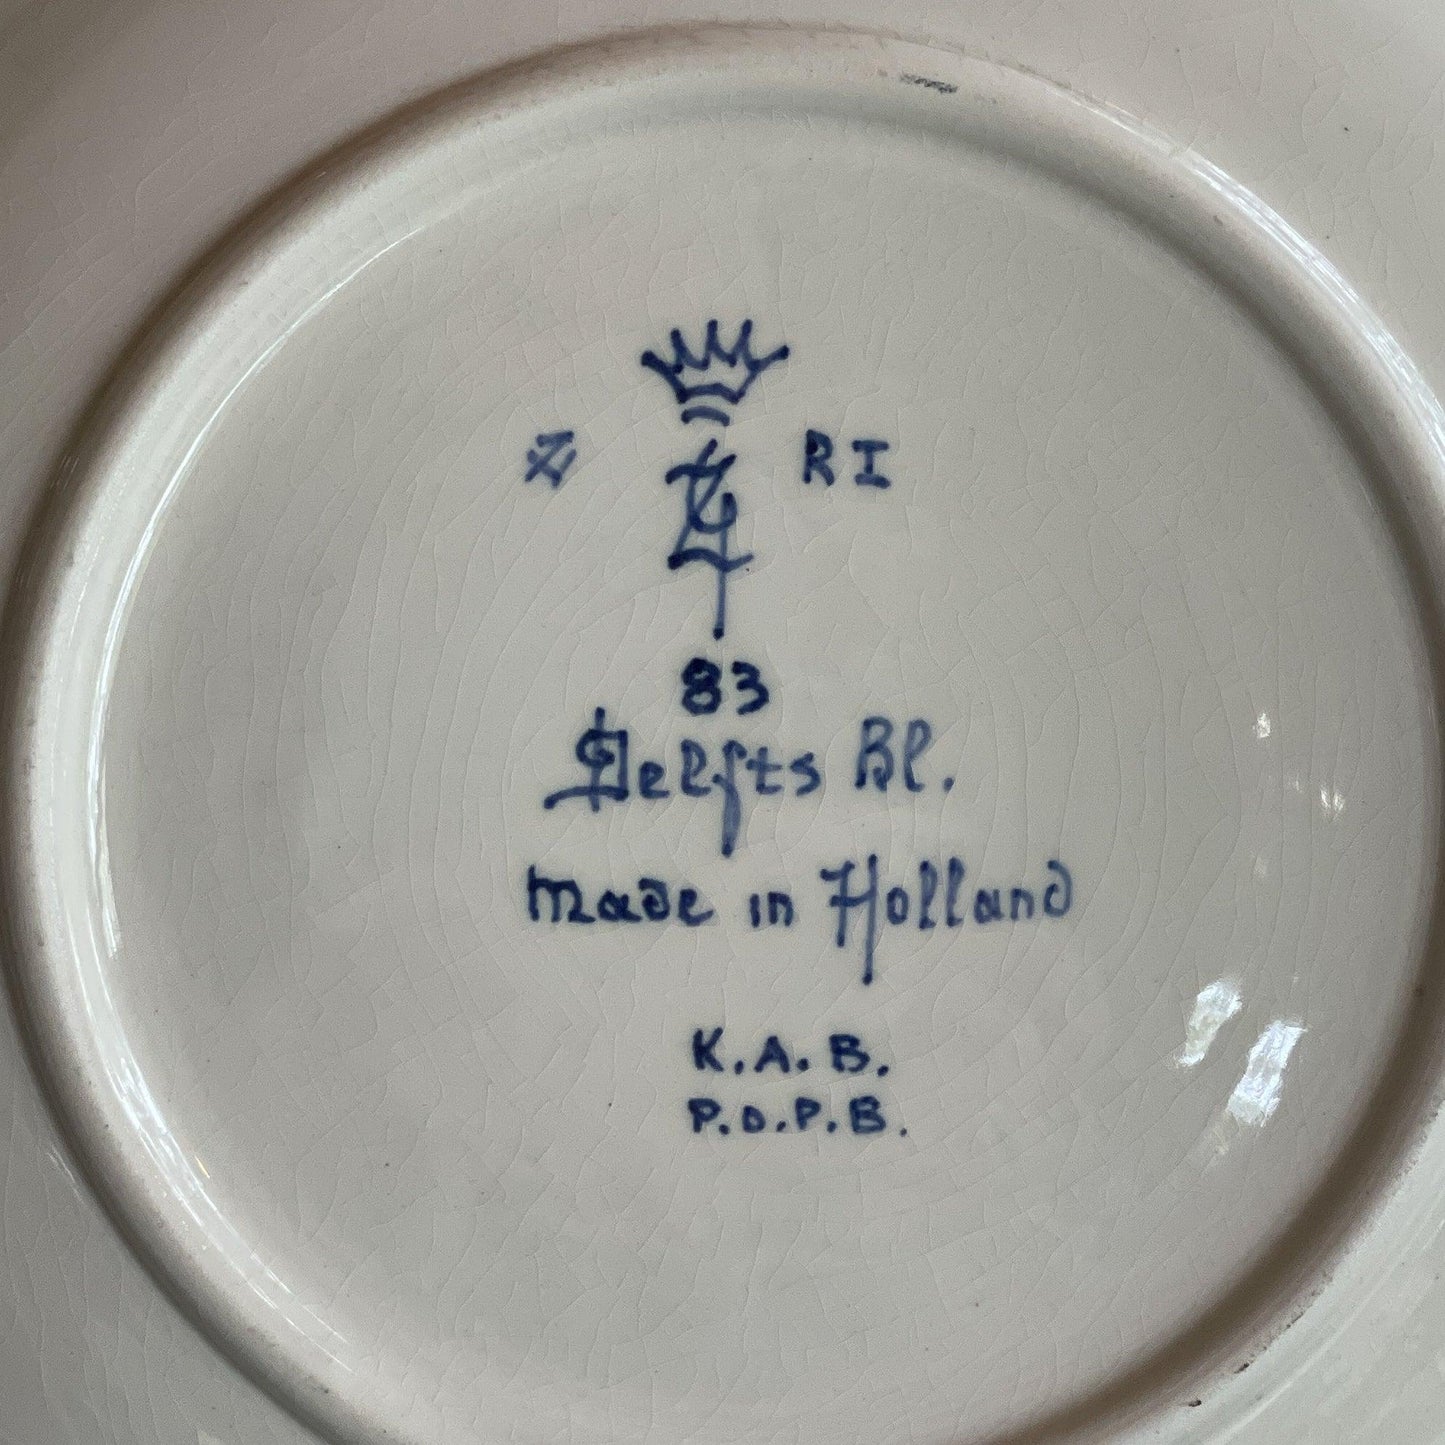 Z RI
83
Delfts Bl.
made in Holland
K.A.B.
P.D.P.B.